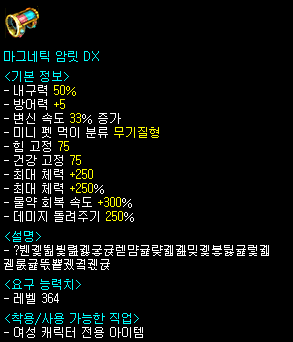 마그네틱 암릿 DX
<기본 정보>
- 내구력 50%
- 방어력 +5
- 변신 속도 33% 증가
- 미니 펫 먹이 분류 무기질형
- 힘 고정 75
- 건강 고정 75
- 최대 체력 +250
- 최대 체력 +250%
- 물약 회복 속도 +300%
- 데미지 돌려주기 250%
<설명>
<요구 능력치>
- 레벨 364
<착용/사용 가능한 직업>
- 여성 캐릭터 전용 아이템